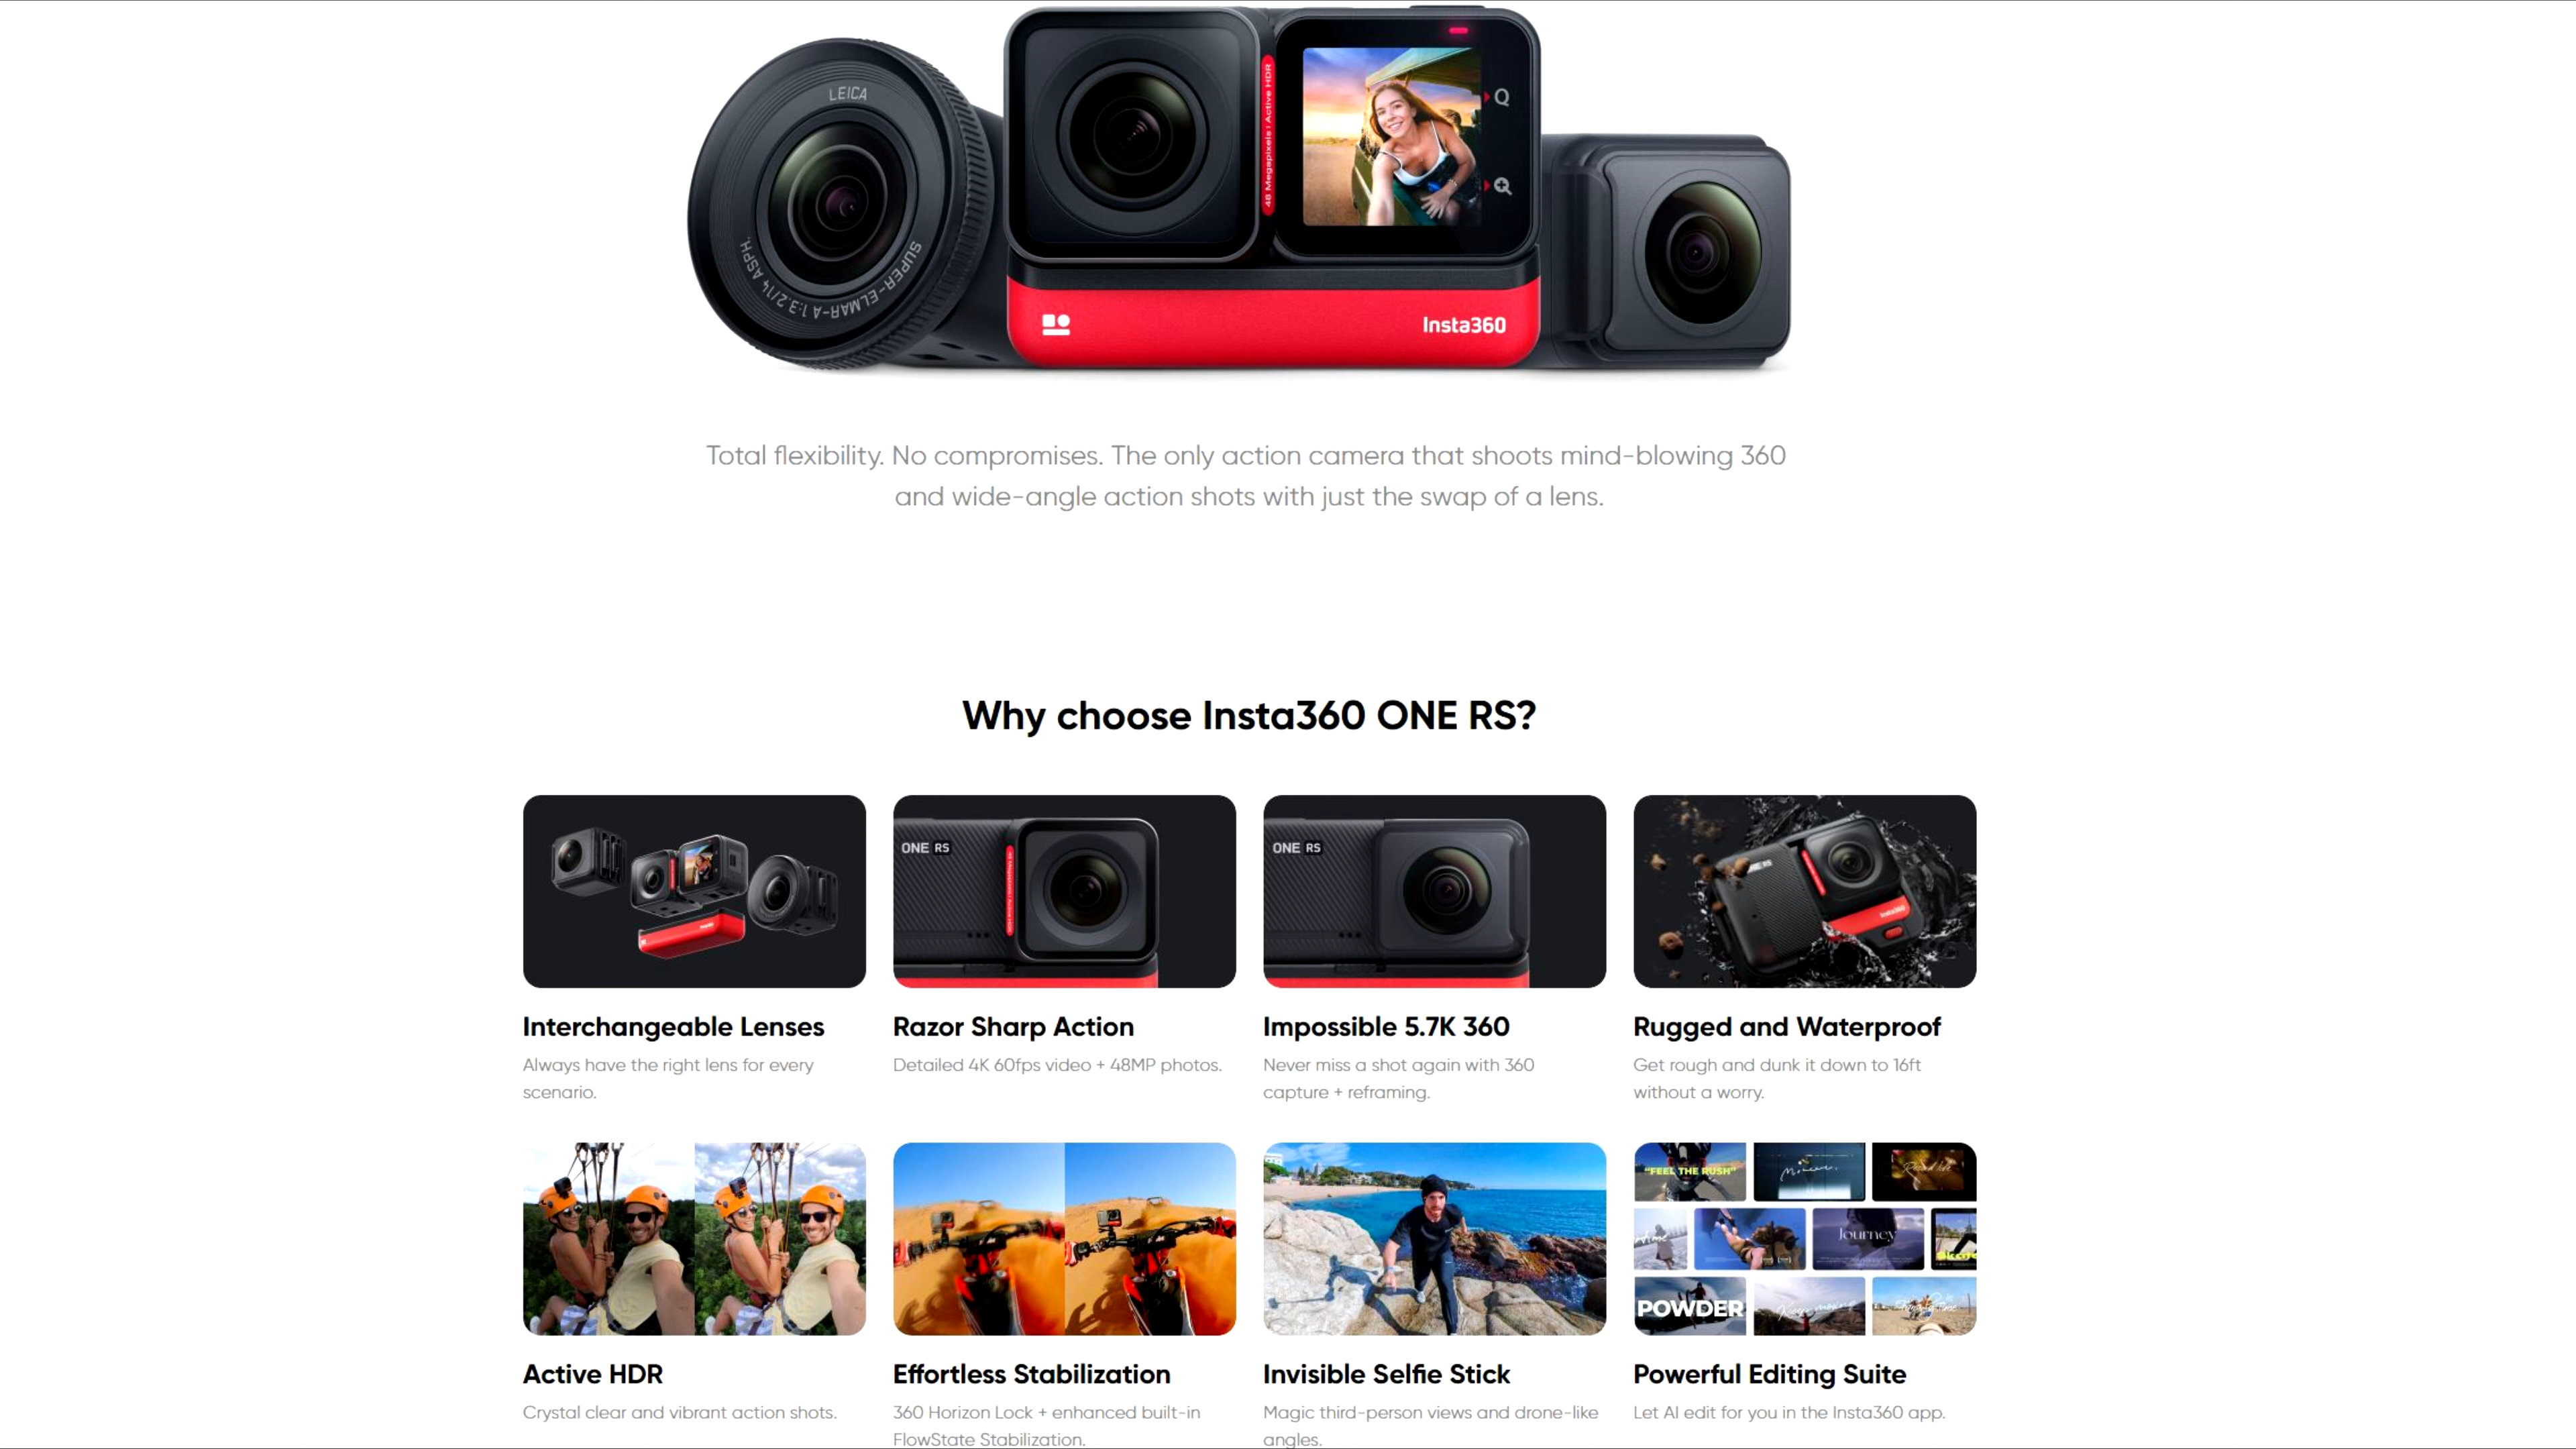 LEICA
SUPER-ELMAR-A 1:3.2/14 ASPH.
48 Megapixels | Active HDR
Q
Insta360
Total flexibility. No compromises. The only action camera that shoots mind-blowing 360
and wide-angle action shots with just the swap of a lens.
Why choose Insta360 ONE RS?
ONE RS
ONE RS
Insta360
Interchangeable Lenses
Razor Sharp Action
Impossible 5.7K 360
Rugged and Waterproof
Always have the right lens for every
scenario.
Detailed 4K 60fps video + 48MP photos.
Never miss a shot again with 360
capture + reframing.
Get rough and dunk it down to 16ft
without a worry.
"FEEL THE RUSH"
Journey
POWDER
Active HDR
Effortless Stabilization
Invisible Selfie Stick
Powerful Editing Suite
Crystal clear and vibrant action shots.
360 Horizon Lock + enhanced built-in
FlowState Stabilization.
Magic third-person views and drone-like
angles.
Let AI edit for you in the Insta360 app.